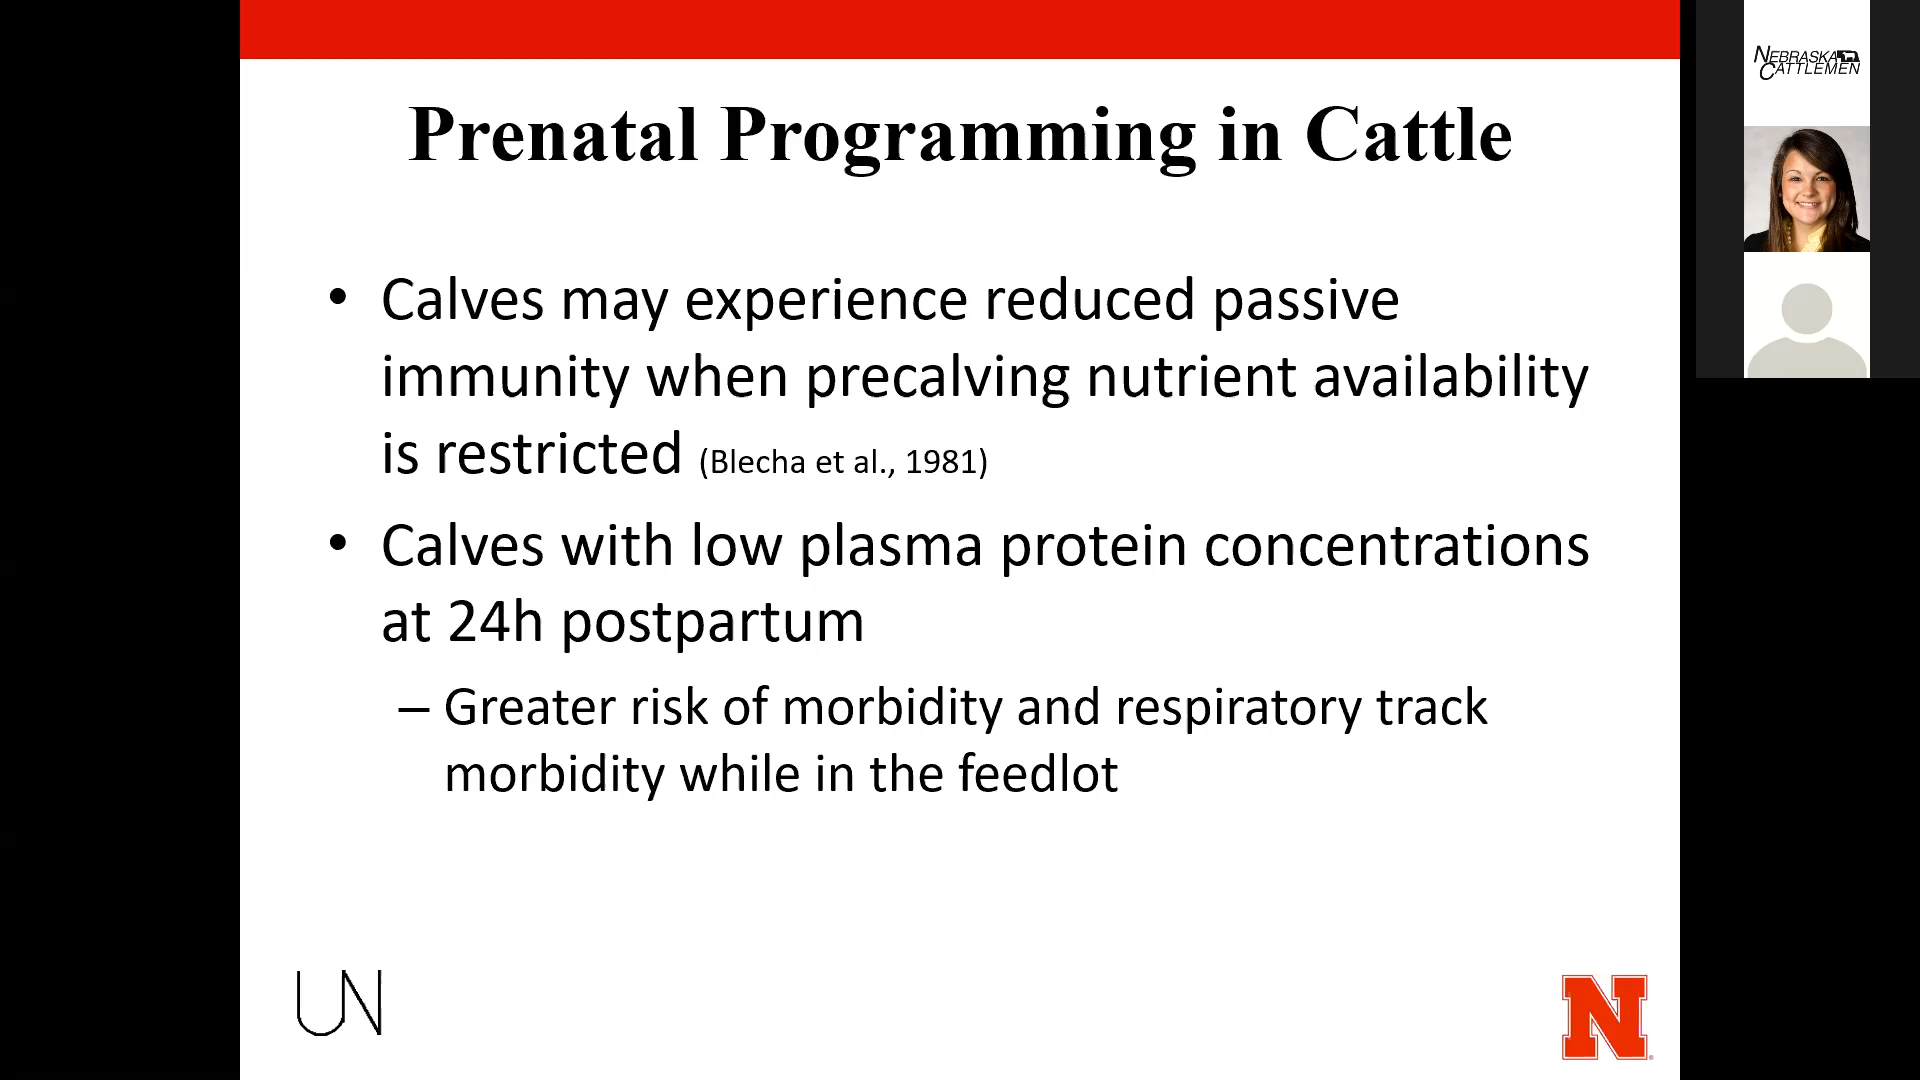 Prenatal Programming in Cattle
• Calves may experience reduced passive
immunity when precalving nutrient availability
is restricted (Blecha et al., 1981)
• Calves with low plasma protein concentrations
at 24h postpartum
– Greater risk of morbidity and respiratory track
morbidity while in the feedlot
UN
N
NEBRASKA
CATTLEMEN